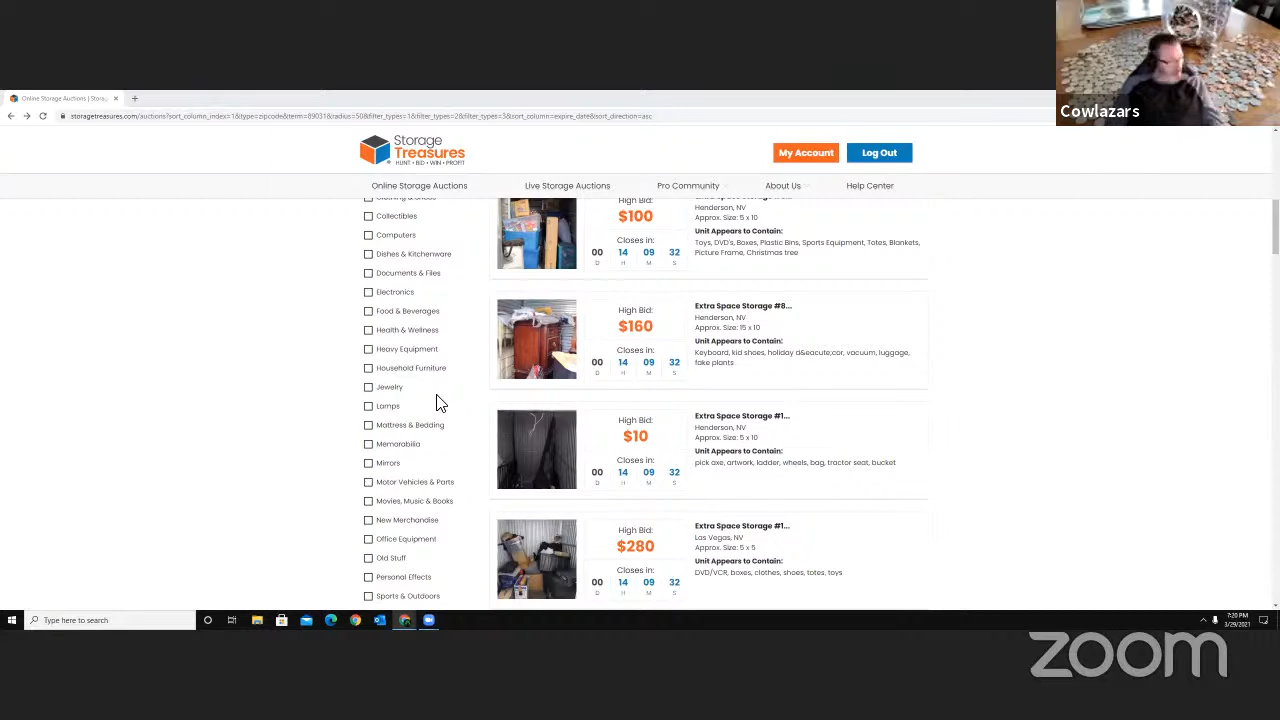 Cowlazars
Online Storage Auctions | Storag
storagetreasures.com/auctions?sort_column_index=1&type=zipcode&term=89031&radius=50&filter_types=1&filter_types=2&filter_types=3&sort_column=expire_date&sort_direction=asc
Storage
Treasures
HUNT • BID • WIN • PROFIT
My Account
Log Out
Online Storage Auctions
Live Storage Auctions
Pro Community
About Us
Help Center
Clothing & Shoes
Collectibles
Computers
Dishes & Kitchenware
Documents & Files
Electronics
Food & Beverages
Health & Wellness
Heavy Equipment
Household Furniture
Jewelry
Lamps
Mattress & Bedding
Memorabilia
Mirrors
Motor Vehicles & Parts
Movies, Music & Books
New Merchandise
Office Equipment
Old Stuff
Personal Effects
Sports & Outdoors
High Bid:
$100
Closes in:
00 14 09 32
D H M S
Henderson, NV
Approx. Size: 5 x 10
Unit Appears to Contain:
Toys, DVD's, Boxes, Plastic Bins, Sports Equipment, Totes, Blankets,
Picture Frame, Christmas tree
High Bid:
$160
Closes in:
00 14 09 32
D H M S
Extra Space Storage #8...
Henderson, NV
Approx. Size: 15 x 10
Unit Appears to Contain:
Keyboard, kid shoes, holiday d&eacute;cor, vacuum, luggage,
fake plants
High Bid:
$10
Closes in:
00 14 09 32
D H M S
Extra Space Storage #1...
Henderson, NV
Approx. Size: 5 x 10
Unit Appears to Contain:
pick axe, artwork, ladder, wheels, bag, tractor seat, bucket
High Bid:
$280
Closes in:
00 14 09 32
D H M S
Extra Space Storage #1...
Las Vegas, NV
Approx. Size: 5 x 5
Unit Appears to Contain:
DVD/VCR, boxes, clothes, shoes, totes, toys
Type here to search
7:20 PM
3/29/2021
zoom